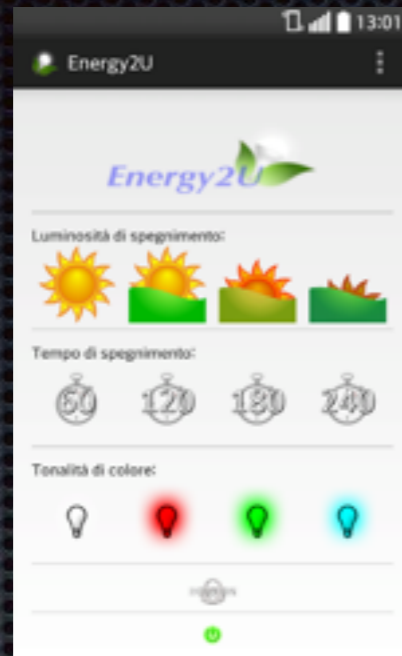 13:01
Energy2U
Energy2U
Luminosità di spegnimento:
Tempo di spegnimento:
60 120 180 240
Tonalità di colore: